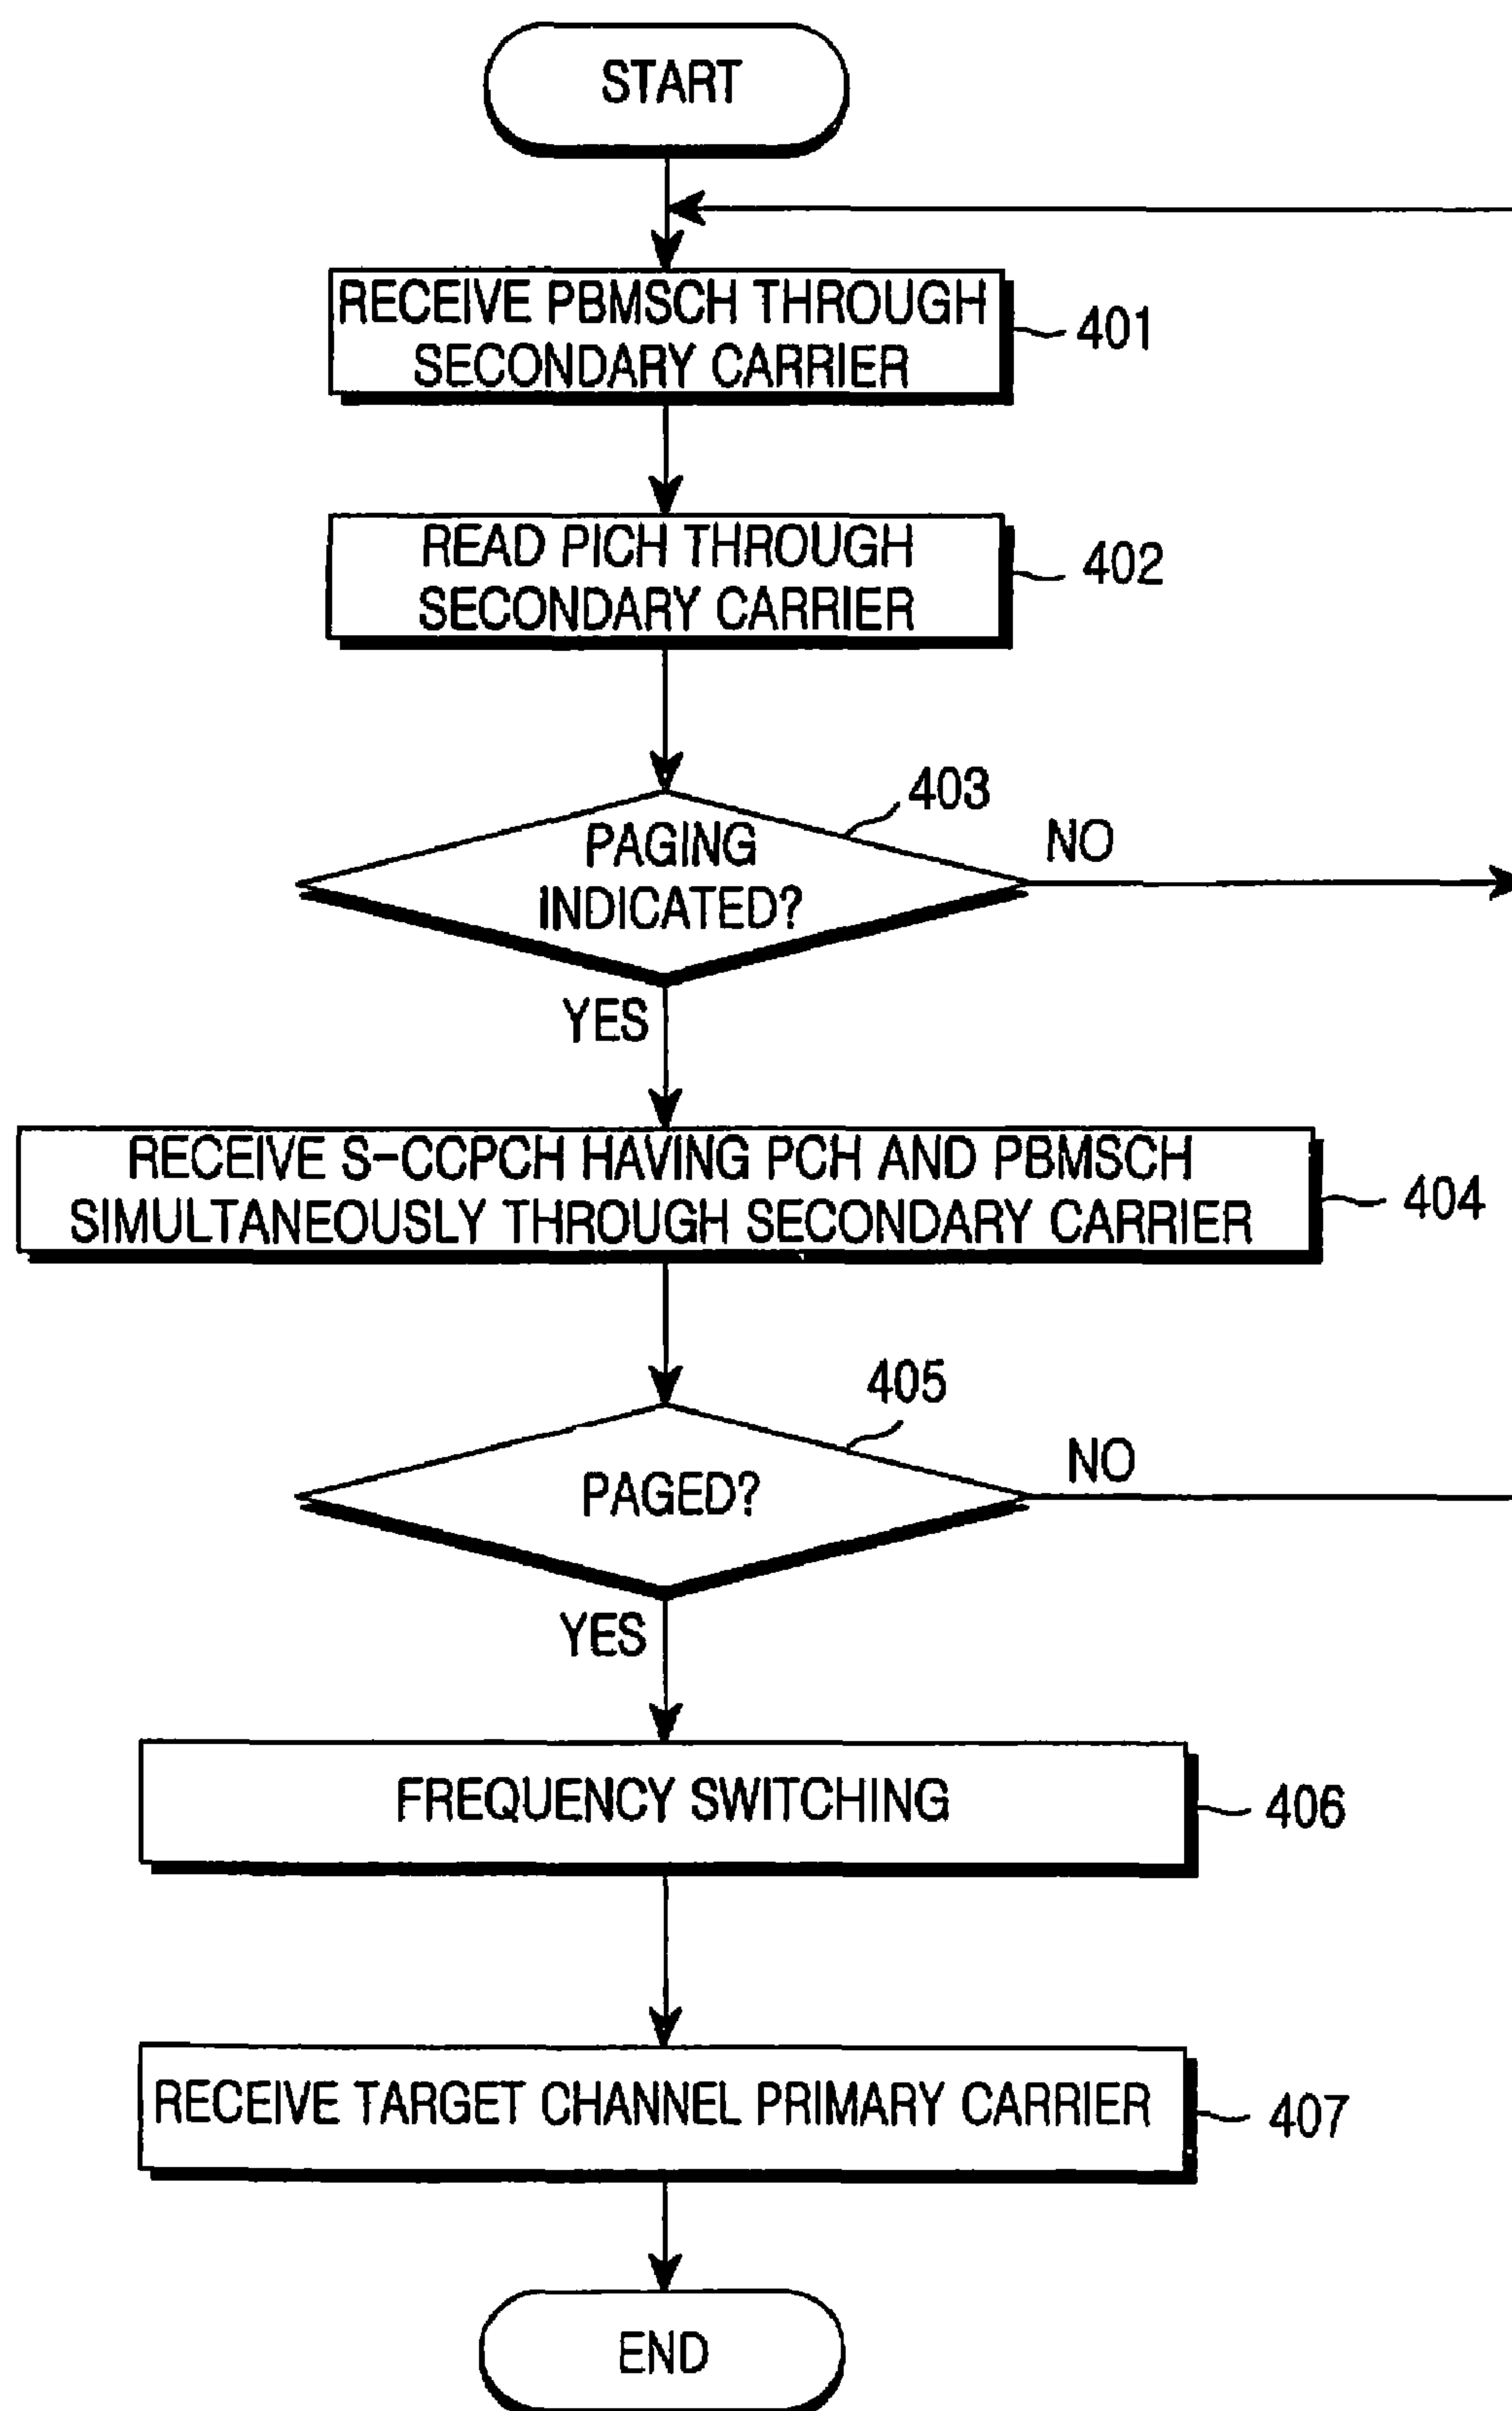 START
RECEIVE PBMSCH THROUGH
SECONDARY CARRIER
401
READ PICH THROUGH
SECONDARY CARRIER
402
403
PAGING
INDICATED?
NO
YES
RECEIVE S-CCPCH HAVING PCH AND PBMSCH
SIMULTANEOUSLY THROUGH SECONDARY CARRIER
404
405
PAGED?
NO
YES
FREQUENCY SWITCHING
406
RECEIVE TARGET CHANNEL PRIMARY CARRIER
407
END